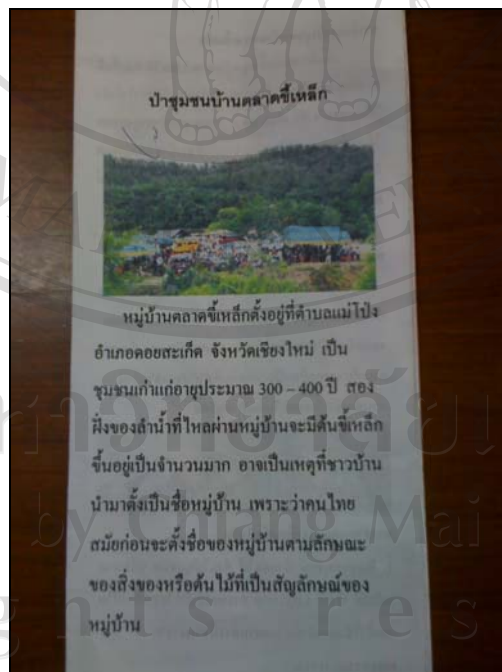 ป่าชุมชนบ้านตลาดขี้เหล็ก
หมู่บ้านตลาดขี้เหล็กตั้งอยู่ที่ตำบลแม่โป่ง
อำเภอดอยสะเก็ด จังหวัดเชียงใหม่ เป็น
ชุมชนเก่าแก่อายุประมาณ 300 – 400 ปี สอง
ฝั่งของลำน้ำที่ไหลผ่านหมู่บ้านจะมีต้นขี้เหล็ก
ขึ้นอยู่เป็นจำนวนมาก อาจเป็นเหตุที่ชาวบ้าน
นำมาตั้งเป็นชื่อหมู่บ้าน เพราะว่าคนไทย
สมัยก่อนจะตั้งชื่อของหมู่บ้านตามลักษณะ
ของสิ่งของหรือต้นไม้ที่เป็นสัญลักษณ์ของ
หมู่บ้าน
by Chiang Mai